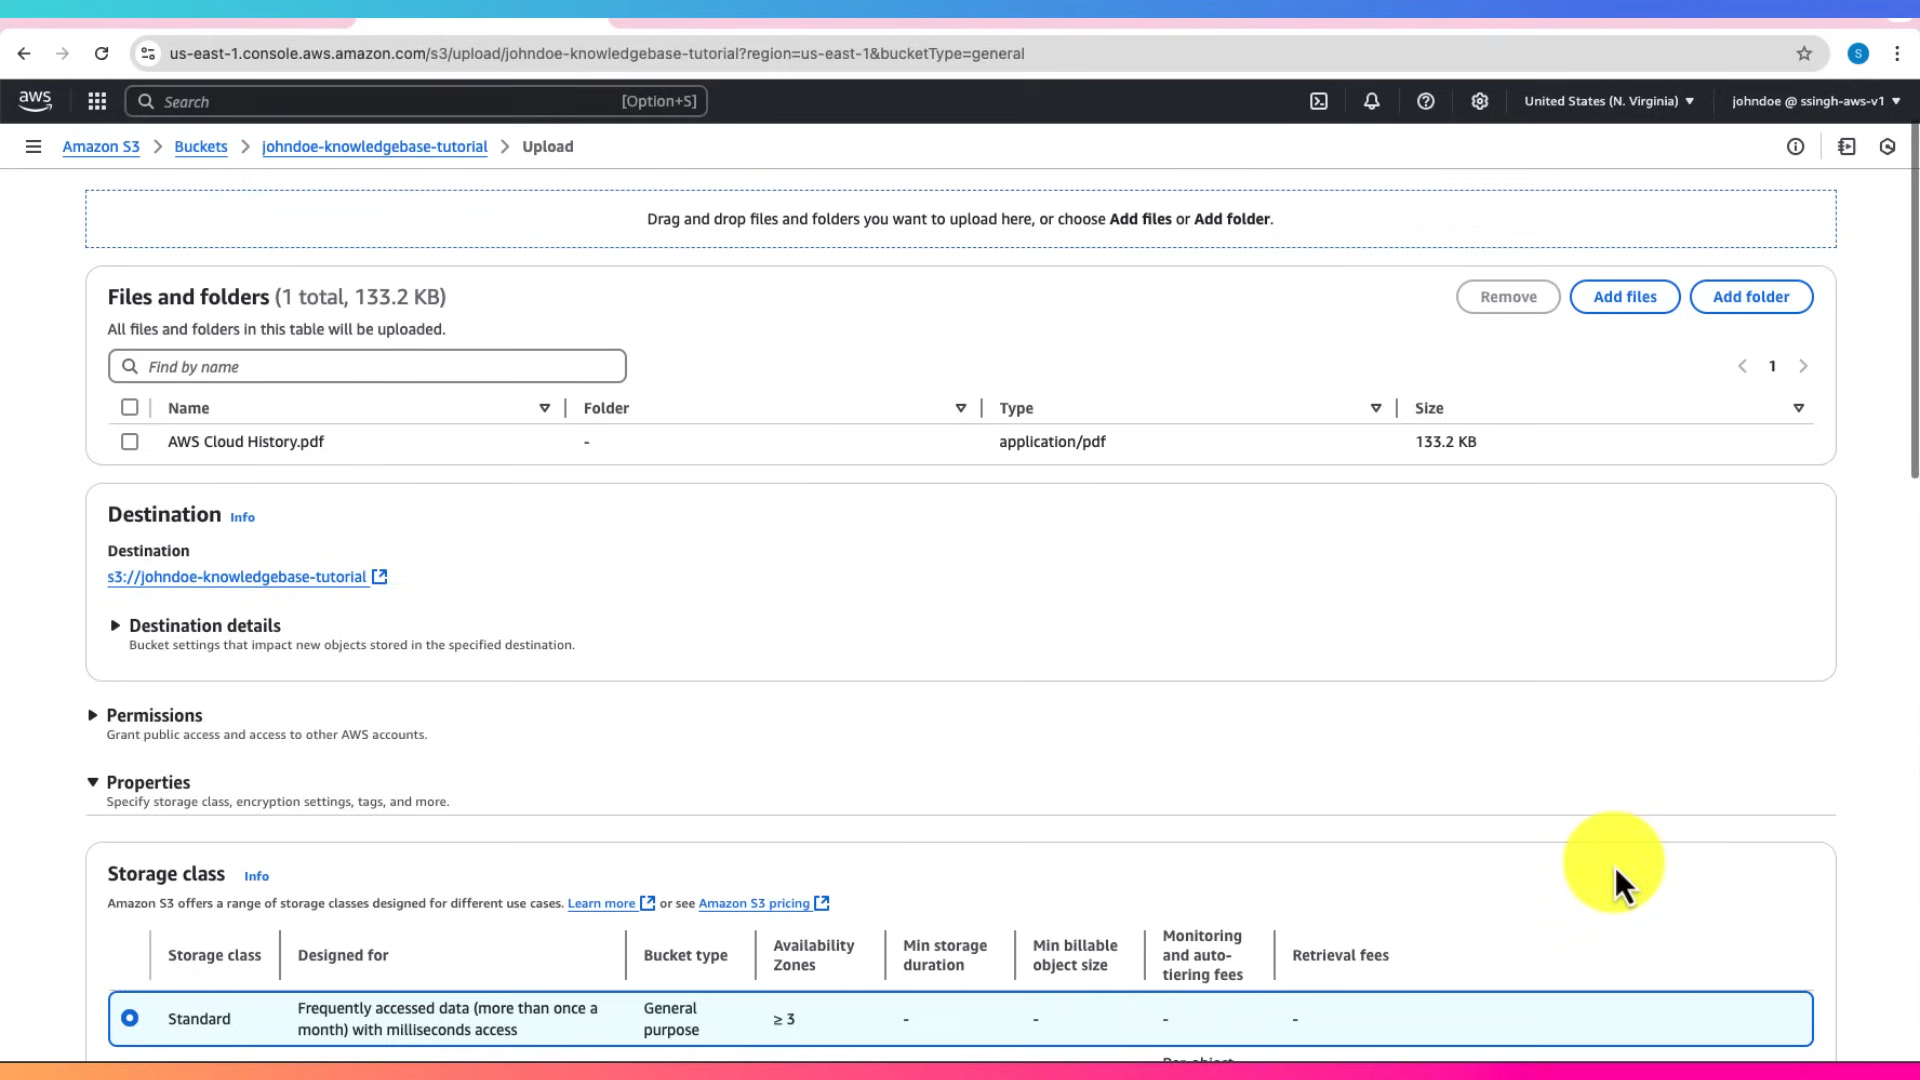 us-east-1.console.aws.amazon.com/s3/upload/johndoe-knowledgebase-tutorial?region=us-east-1&bucketType=general
S
aws
Search [Option+S]
United States (N. Virginia)
johndoe @ ssingh-aws-v1
Amazon S3 > Buckets > johndoe-knowledgebase-tutorial > Upload
Drag and drop files and folders you want to upload here, or choose Add files or Add folder.
Files and folders (1 total, 133.2 KB)
Remove
Add files
Add folder
All files and folders in this table will be uploaded.
Find by name
1
Name Folder Type Size
AWS Cloud History.pdf - application/pdf 133.2 KB
Destination Info
Destination
s3://johndoe-knowledgebase-tutorial
Destination details
Bucket settings that impact new objects stored in the specified destination.
Permissions
Grant public access and access to other AWS accounts.
Properties
Specify storage class, encryption settings, tags, and more.
Storage class Info
Amazon S3 offers a range of storage classes designed for different use cases. Learn more or see Amazon S3 pricing
Storage class
Designed for
Bucket type
Availability
Zones
Min storage
duration
Min billable
object size
Monitoring
and auto-
tiering fees
Retrieval fees
Standard
Frequently accessed data (more than once a
month) with milliseconds access
General
purpose
≥ 3
-
-
-
-